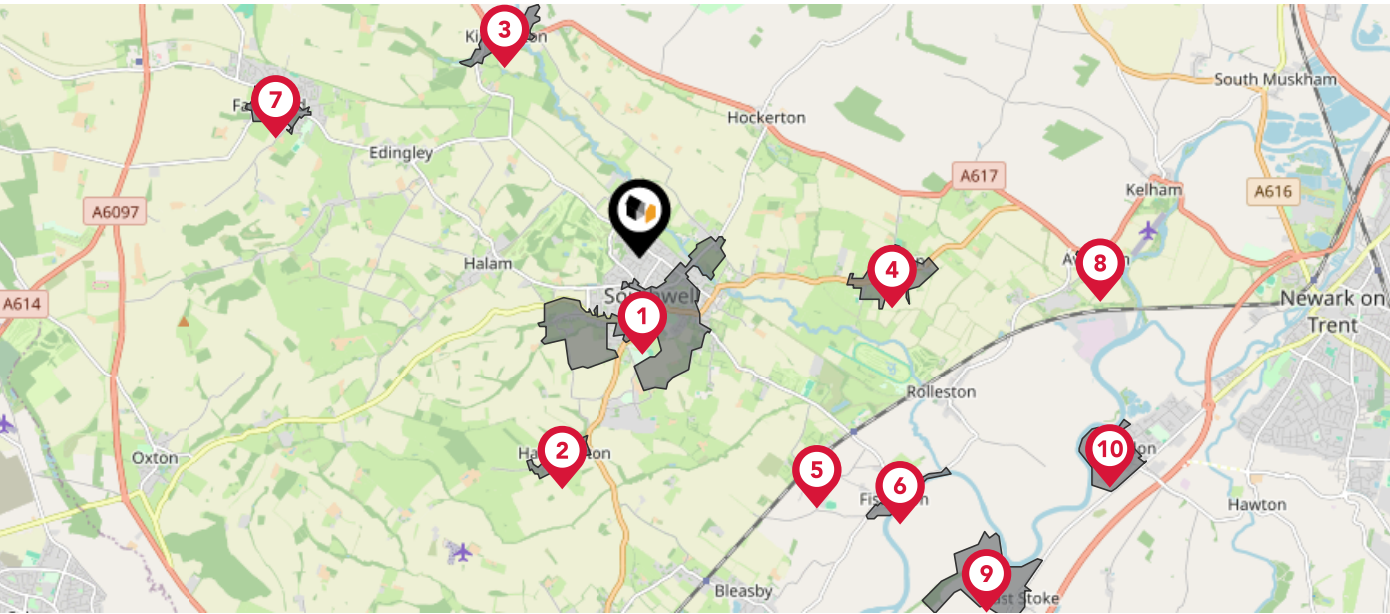 3
South Muskham
7
Hockerton
Edingley
A617
Kelham
A616
A6097
Halam
4
8
A614
Southwell
1
Newark on
Trent
Rolleston
2
10
Oxton
5
6
Hawton
9
Bleasby